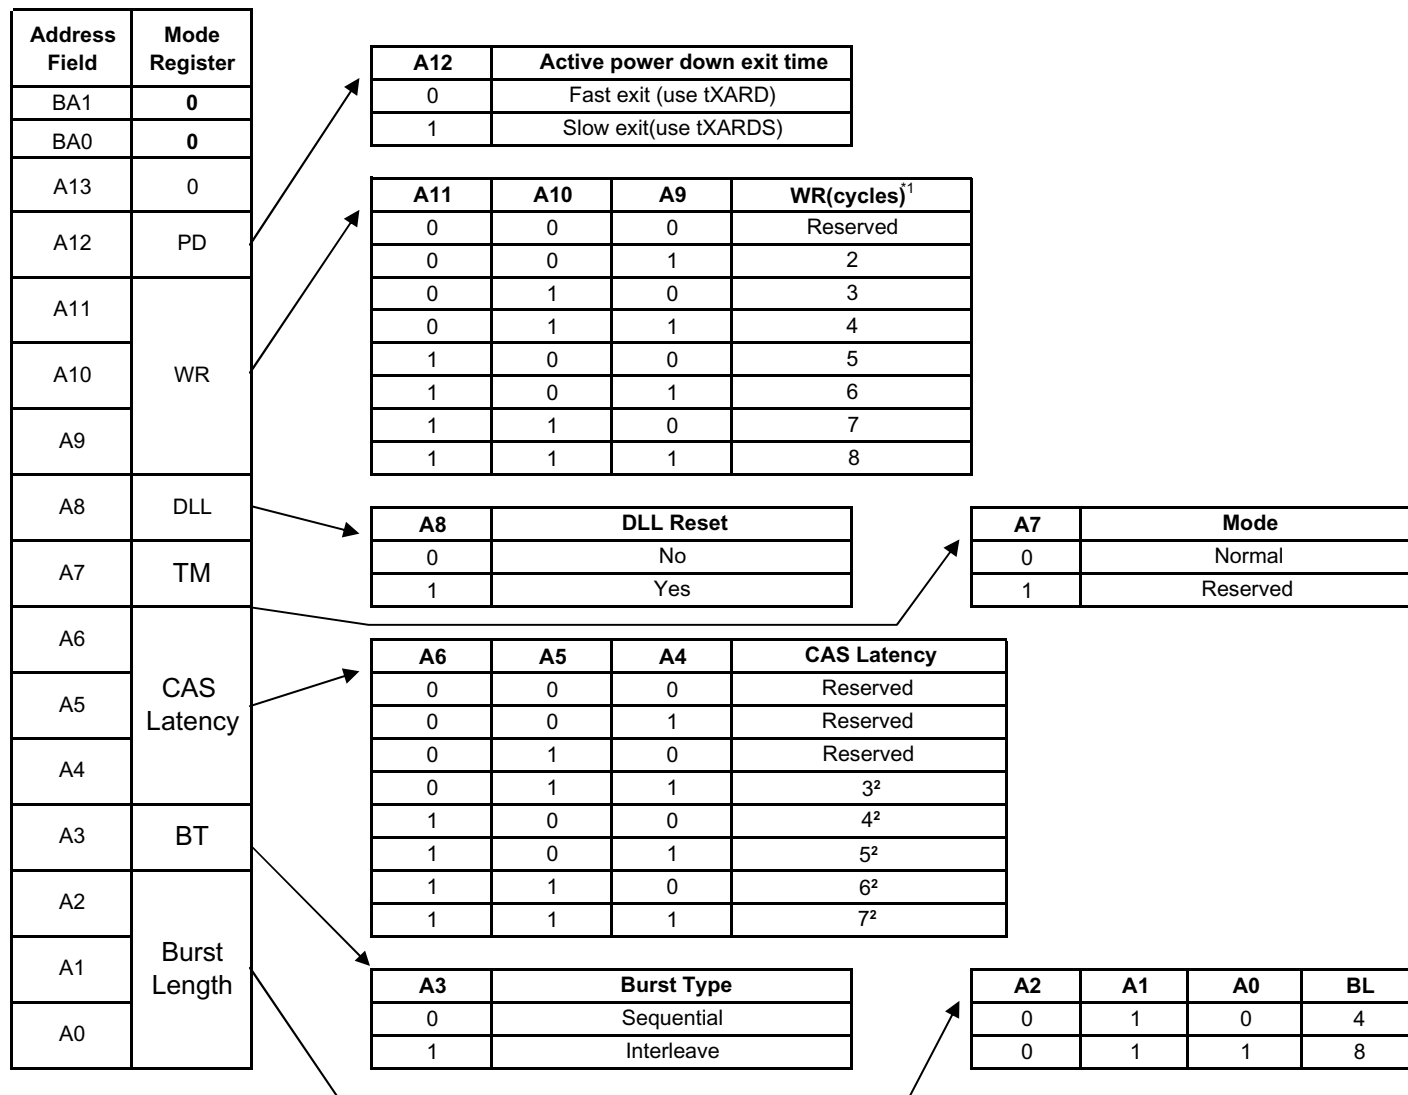 Address Field Mode Register
BA1 0
BA0 0
A13 0
A12 PD
A11
A10 WR
A9
A8 DLL
A7 TM
A6
A5 CAS Latency
A4
A3 BT
A2
A1 Burst Length
A0
A12 Active power down exit time
0 Fast exit (use tXARD)
1 Slow exit(use tXARDS)
A11 A10 A9 WR(cycles)*1
0 0 0 Reserved
0 0 1 2
0 1 0 3
0 1 1 4
1 0 0 5
1 0 1 6
1 1 0 7
1 1 1 8
A8 DLL Reset
0 No
1 Yes
A7 Mode
0 Normal
1 Reserved
A6 A5 A4 CAS Latency
0 0 0 Reserved
0 0 1 Reserved
0 1 0 Reserved
0 1 1 3²
1 0 0 4²
1 0 1 5²
1 1 0 6²
1 1 1 7²
A3 Burst Type
0 Sequential
1 Interleave
A2 A1 A0 BL
0 1 0 4
0 1 1 8